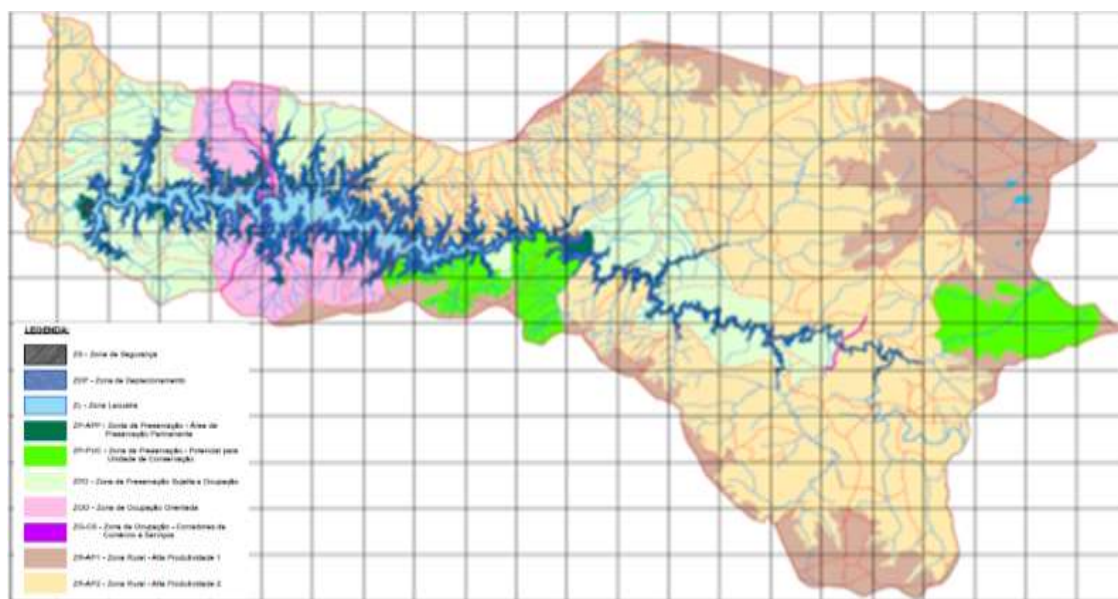 LEGENDA:
ZS - Zona de Segurança
ZDP - Zona de Deplecionamento
ZL - Zona Lacustre
ZP-APP - Zona de Preservação - Área de
Preservação Permanente
ZP-PUC - Zona de Preservação - Potencial para
Unidade de Conservação
Zona de Preservação Sujeita a Ocupação
ZOO - Zona de Ocupação Orientada
Zona de Ocupação - Corredores de
Comércio e Serviços
ZR-AP1 - Zona Rural - Alta Produtividade 1
ZR-AP2 - Zona Rural - Alta Produtividade 2